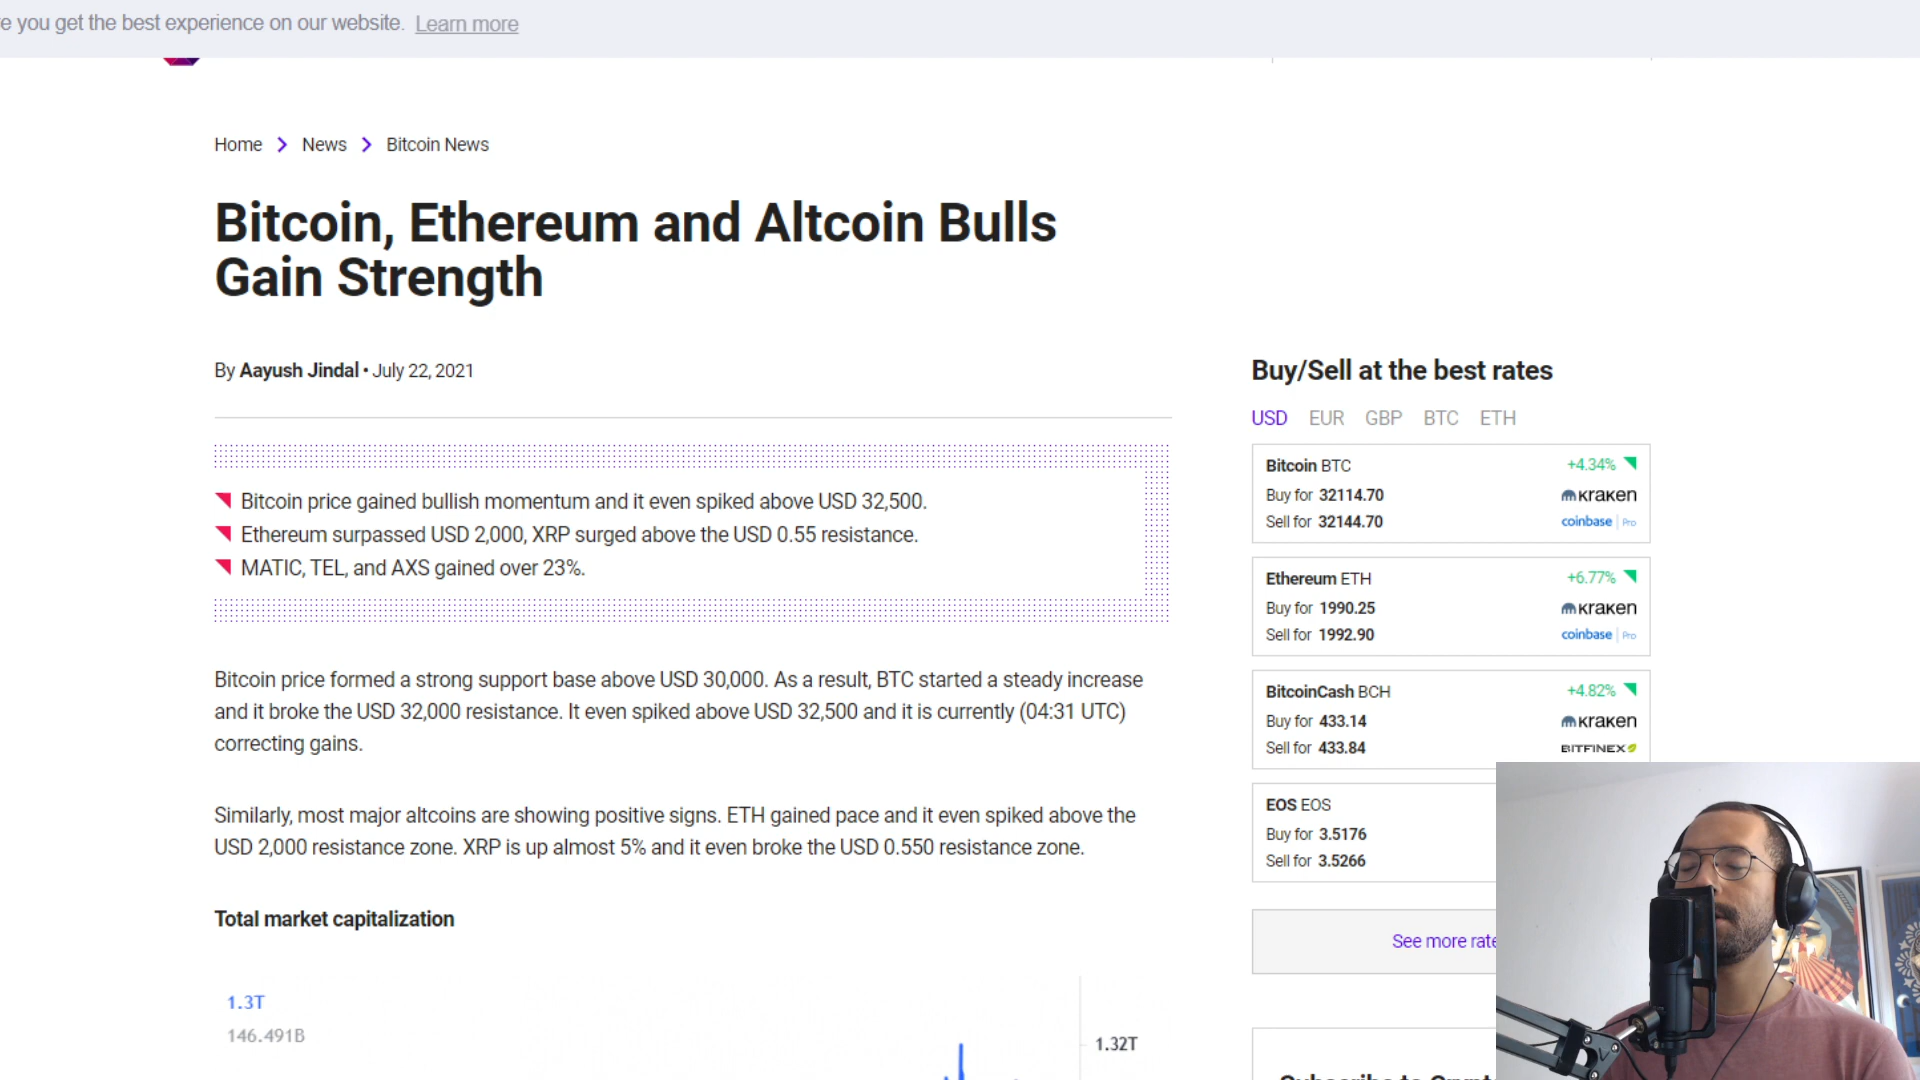 e you get the best experience on our website. Learn more
Home News Bitcoin News
Bitcoin, Ethereum and Altcoin Bulls
Gain Strength
By Aayush Jindal • July 22, 2021
Bitcoin price gained bullish momentum and it even spiked above USD 32,500.
Ethereum surpassed USD 2,000, XRP surged above the USD 0.55 resistance.
MATIC, TEL, and AXS gained over 23%.
Bitcoin price formed a strong support base above USD 30,000. As a result, BTC started a steady increase
and it broke the USD 32,000 resistance. It even spiked above USD 32,500 and it is currently (04:31 UTC)
correcting gains.
Similarly, most major altcoins are showing positive signs. ETH gained pace and it even spiked above the
USD 2,000 resistance zone. XRP is up almost 5% and it even broke the USD 0.550 resistance zone.
Total market capitalization
1.3T
146.491B
1.32T
Buy/Sell at the best rates
USD EUR GBP BTC ETH
Bitcoin BTC +4.34%
Buy for 32114.70 kraken
Sell for 32144.70 coinbase Pro
Ethereum ETH +6.77%
Buy for 1990.25 kraken
Sell for 1992.90 coinbase Pro
BitcoinCash BCH +4.82%
Buy for 433.14 kraken
Sell for 433.84 BITFINEX
EOS EOS
Buy for 3.5176
Sell for 3.5266
See more rate